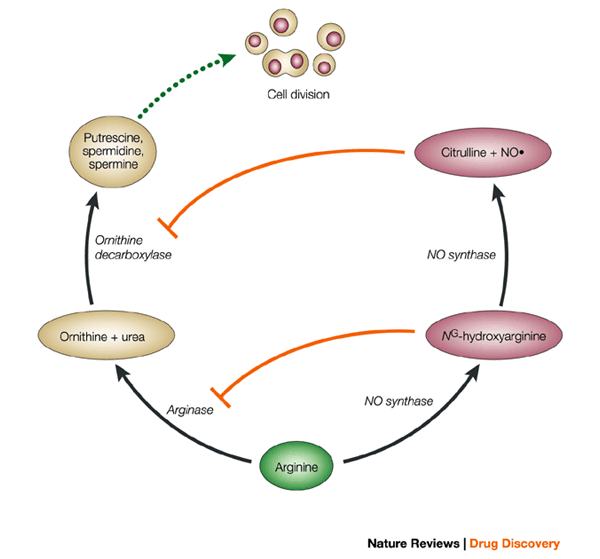 Cell division
Putrescine,
spermidine,
spermine
Citrulline + NO•
Ornithine
decarboxylase
NO synthase
Ornithine + urea
NG-hydroxyarginine
Arginase
NO synthase
Arginine
Nature Reviews | Drug Discovery